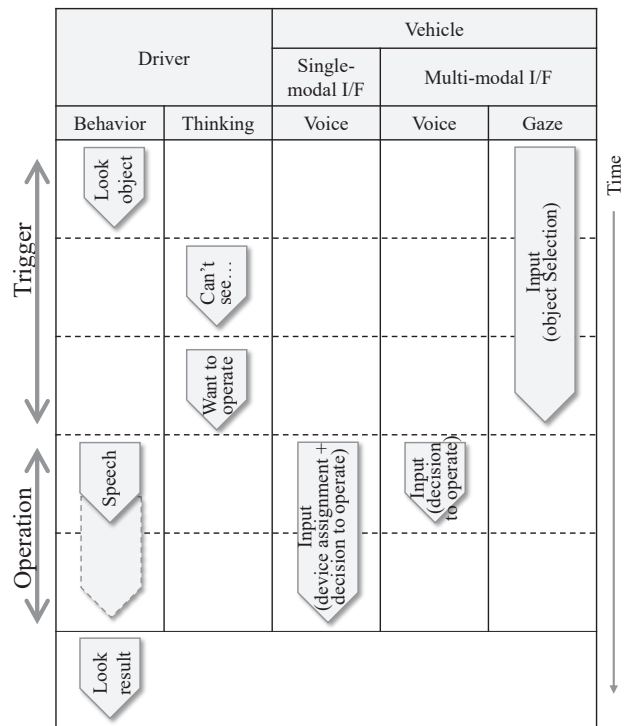 Driver
Vehicle
Single-
modal I/F
Multi-modal I/F
Behavior
Thinking
Voice
Voice
Gaze
Time
Trigger
Look
object
Can't
see…
Want to
operate
Input
(object Selection)
Operation
Speech
Input
(device assignment +
decision to operate)
Input
(decision
to operate)
Look
result